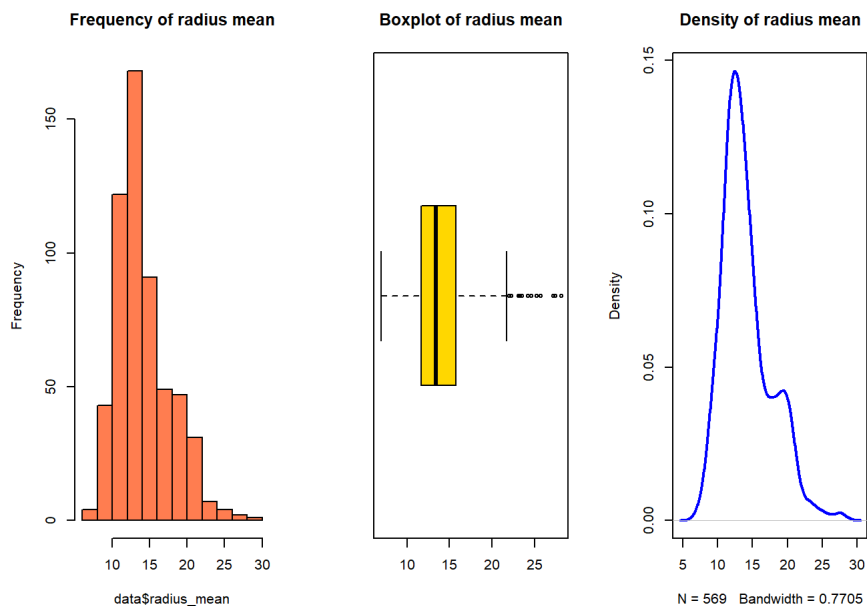 Frequency of radius mean
Frequency
150
100
50
0
10 15 20 25 30
data$radius_mean
Boxplot of radius mean
10 15 20 25
Density of radius mean
Density
0.15
0.10
0.05
0.00
5 10 15 20 25 30
N = 569 Bandwidth = 0.7705